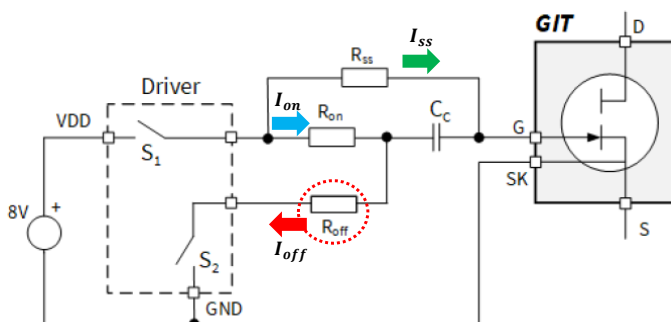 GIT
D
I_ss
R_ss
Driver
I_on
R_on
C_C
VDD
S_1
G
SK
8V
+
R_off
I_off
S_2
S
GND